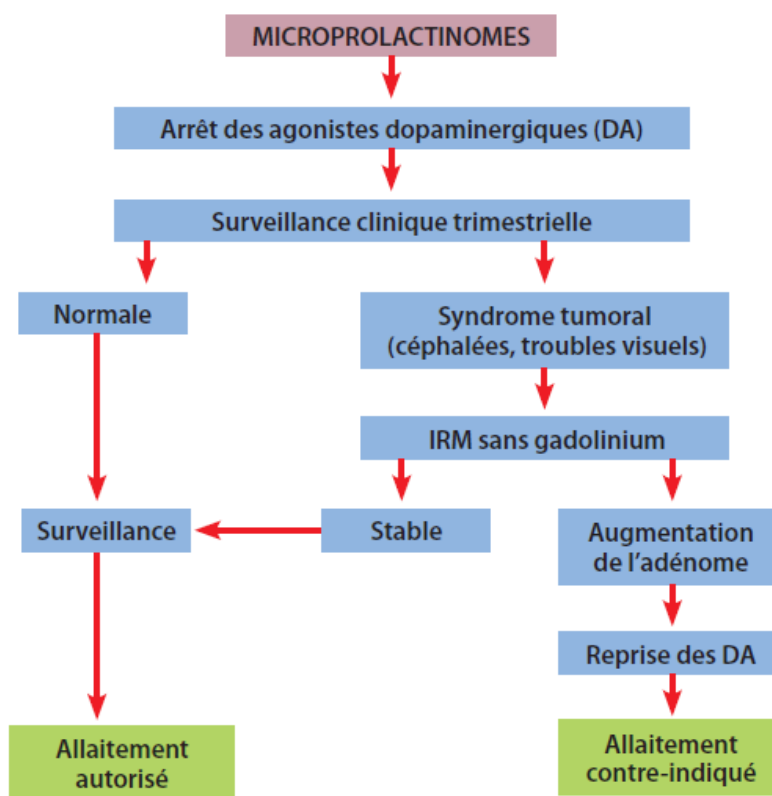 MICROPROLACTINOMES
Arrêt des agonistes dopaminergiques (DA)
Surveillance clinique trimestrielle
Normale
Syndrome tumoral
(céphalées, troubles visuels)
IRM sans gadolinium
Surveillance
Stable
Augmentation
de l’adénome
Reprise des DA
Allaitement
autorisé
Allaitement
contre-indiqué